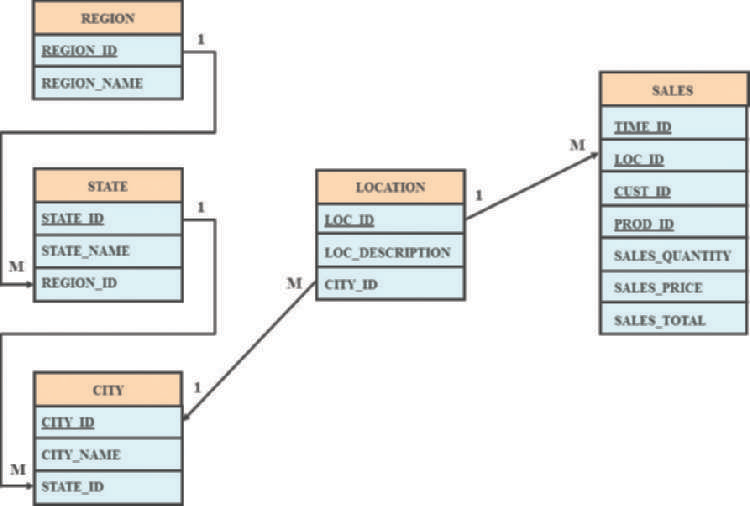 REGION
REGION_ID
REGION_NAME
1
M
STATE
STATE_ID
STATE_NAME
REGION_ID
1
M
CITY
CITY_ID
CITY_NAME
STATE_ID
1
M
LOCATION
LOC_ID
LOC_DESCRIPTION
CITY_ID
1
M
SALES
TIME_ID
LOC_ID
CUST_ID
PROD_ID
SALES_QUANTITY
SALES_PRICE
SALES_TOTAL